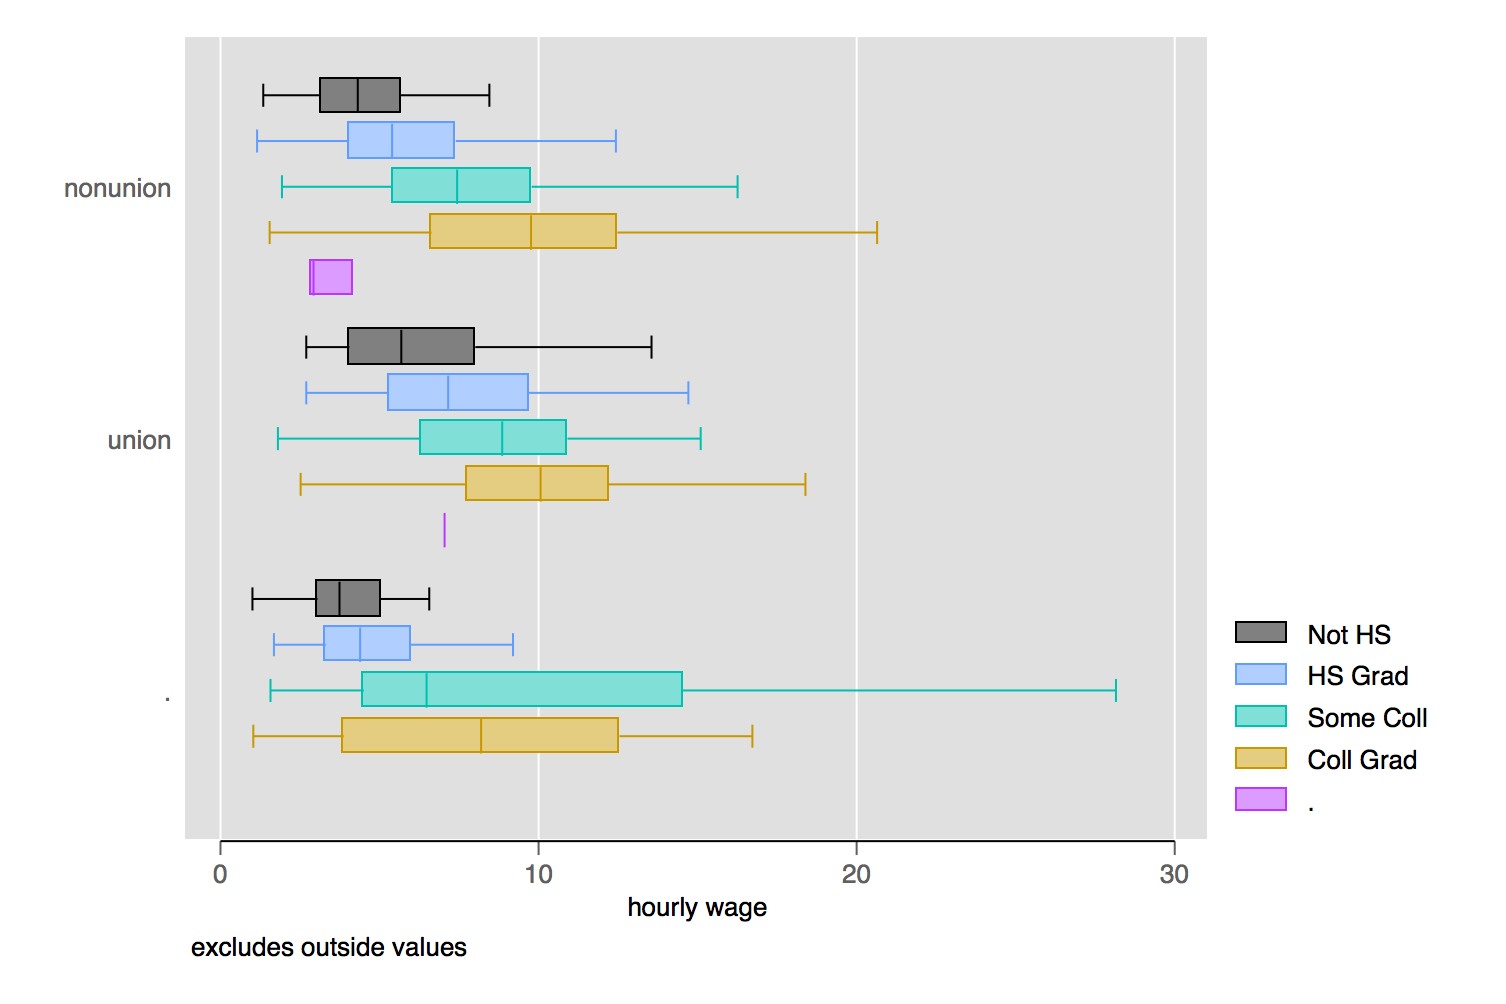 nonunion
union
.
Not HS
HS Grad
Some Coll
Coll Grad
.
0 10 20 30
hourly wage
excludes outside values